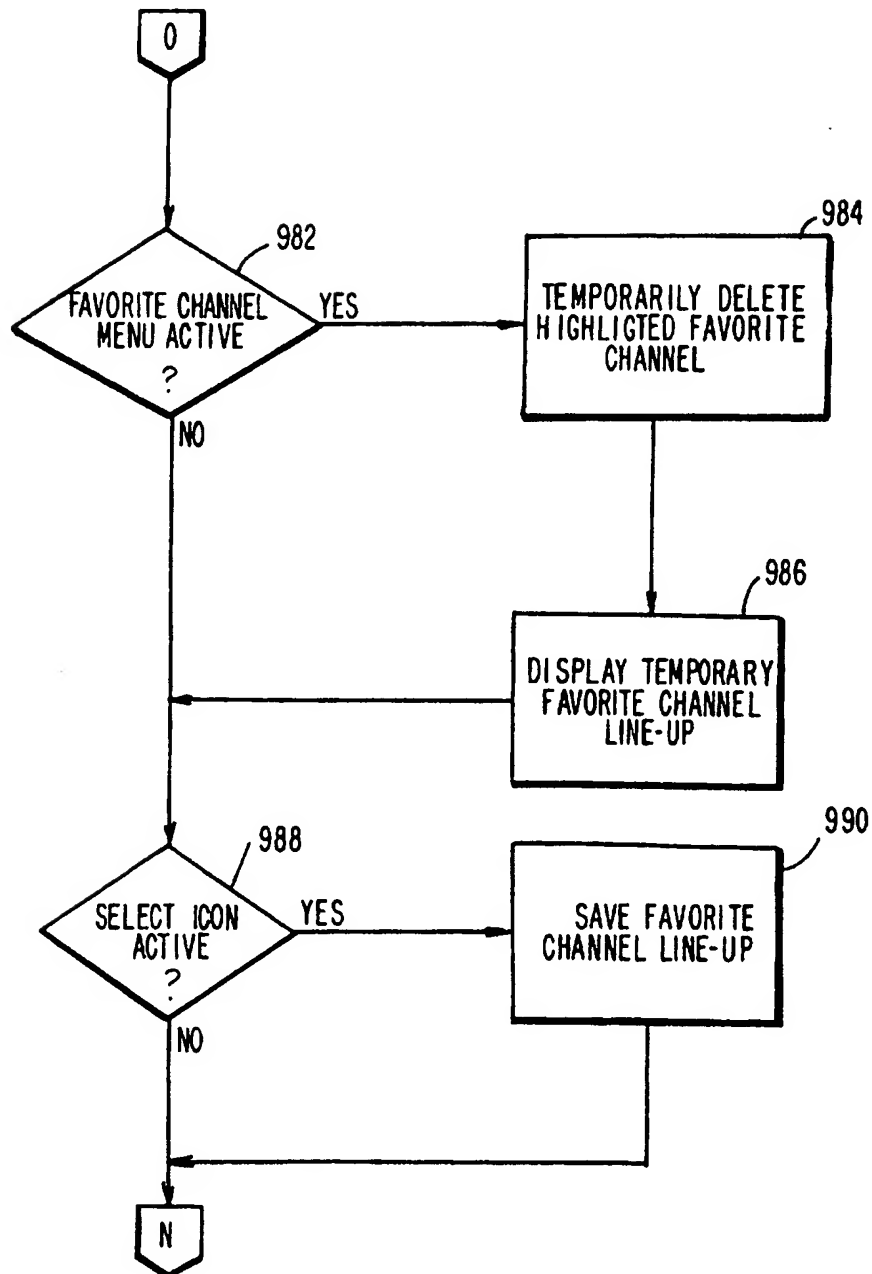 O
982
FAVORITE CHANNEL
MENU ACTIVE
?
YES
NO
984
TEMPORARILY DELETE
HIGHLIGTED FAVORITE
CHANNEL
986
DISPLAY TEMPORARY
FAVORITE CHANNEL
LINE-UP
988
SELECT ICON
ACTIVE
?
YES
NO
990
SAVE FAVORITE
CHANNEL LINE-UP
N